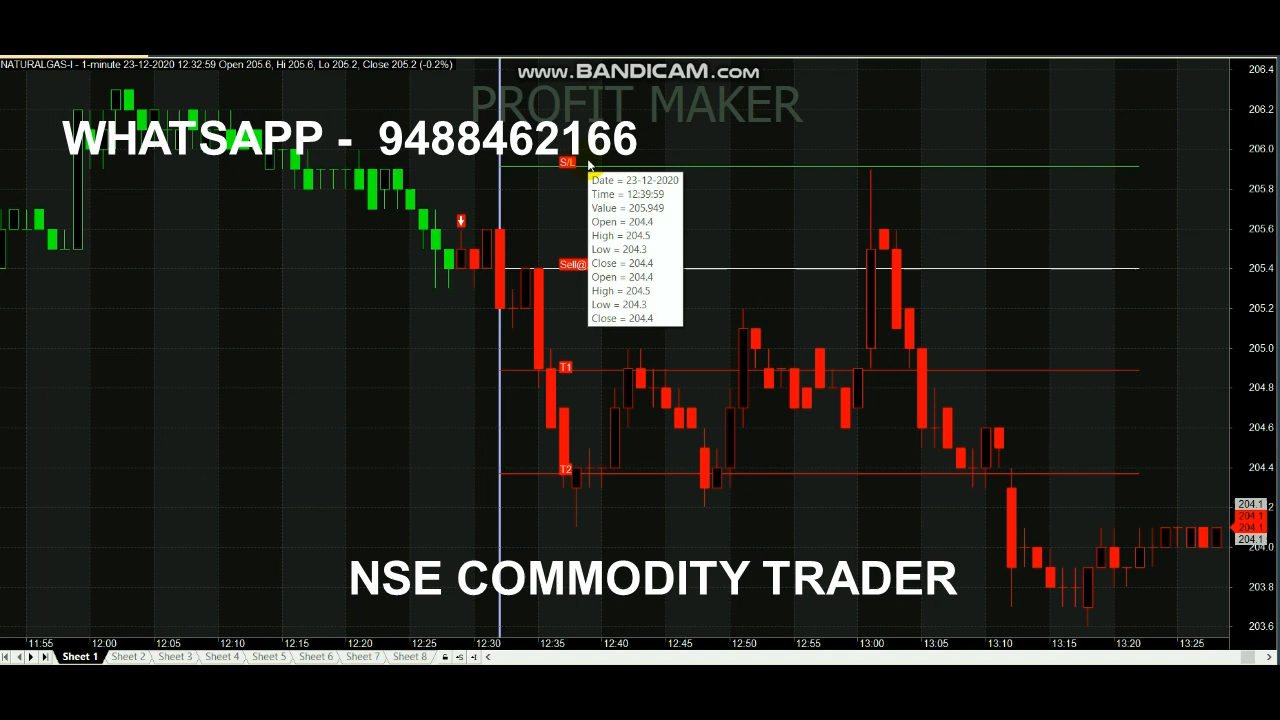 NATURALGAS-I - 1-minute 23-12-2020 12:32:59 Open 205.6, Hi 205.6, Lo 205.2, Close 205.2 (-0.2%)
www.BANDICAM.com
PROFIT MAKER
WHATSAPP - 9488462166
S/L
Date = 23-12-2020
Time = 12:39:59
Value = 205.949
Open = 204.4
High = 204.5
Low = 204.3
Close = 204.4
Open = 204.4
High = 204.5
Low = 204.3
Close = 204.4
Sell@
T1
T2
206.4
206.2
206.0
205.8
205.6
205.4
205.2
205.0
204.8
204.6
204.4
204.1
204.1
204.1
204.1
204.0
203.8
203.6
NSE COMMODITY TRADER
11:55 12:00 12:05 12:10 12:15 12:20 12:25 12:30 12:35 12:40 12:45 12:50 12:55 13:00 13:05 13:10 13:15 13:20 13:25
Sheet 1 Sheet 2 Sheet 3 Sheet 4 Sheet 5 Sheet 6 Sheet 7 Sheet 8